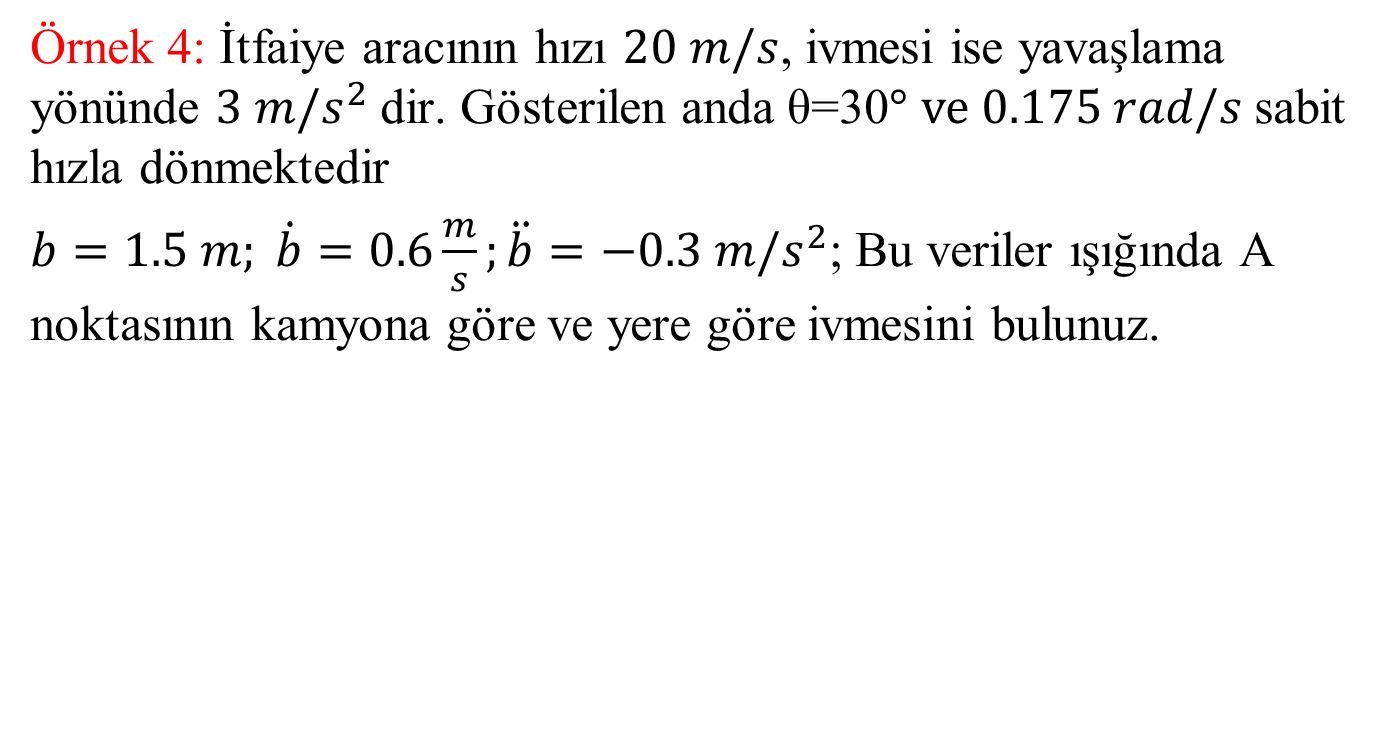 Örnek 4: İtfaiye aracının hızı 20 m/s, ivmesi ise yavaşlama
yönünde 3 m/s² dir. Gösterilen anda θ=30° ve 0.175 rad/s sabit
hızla dönmektedir
b = 1.5 m; ḃ = 0.6 m/s; b̈ = −0.3 m/s²; Bu veriler ışığında A
noktasının kamyona göre ve yere göre ivmesini bulunuz.